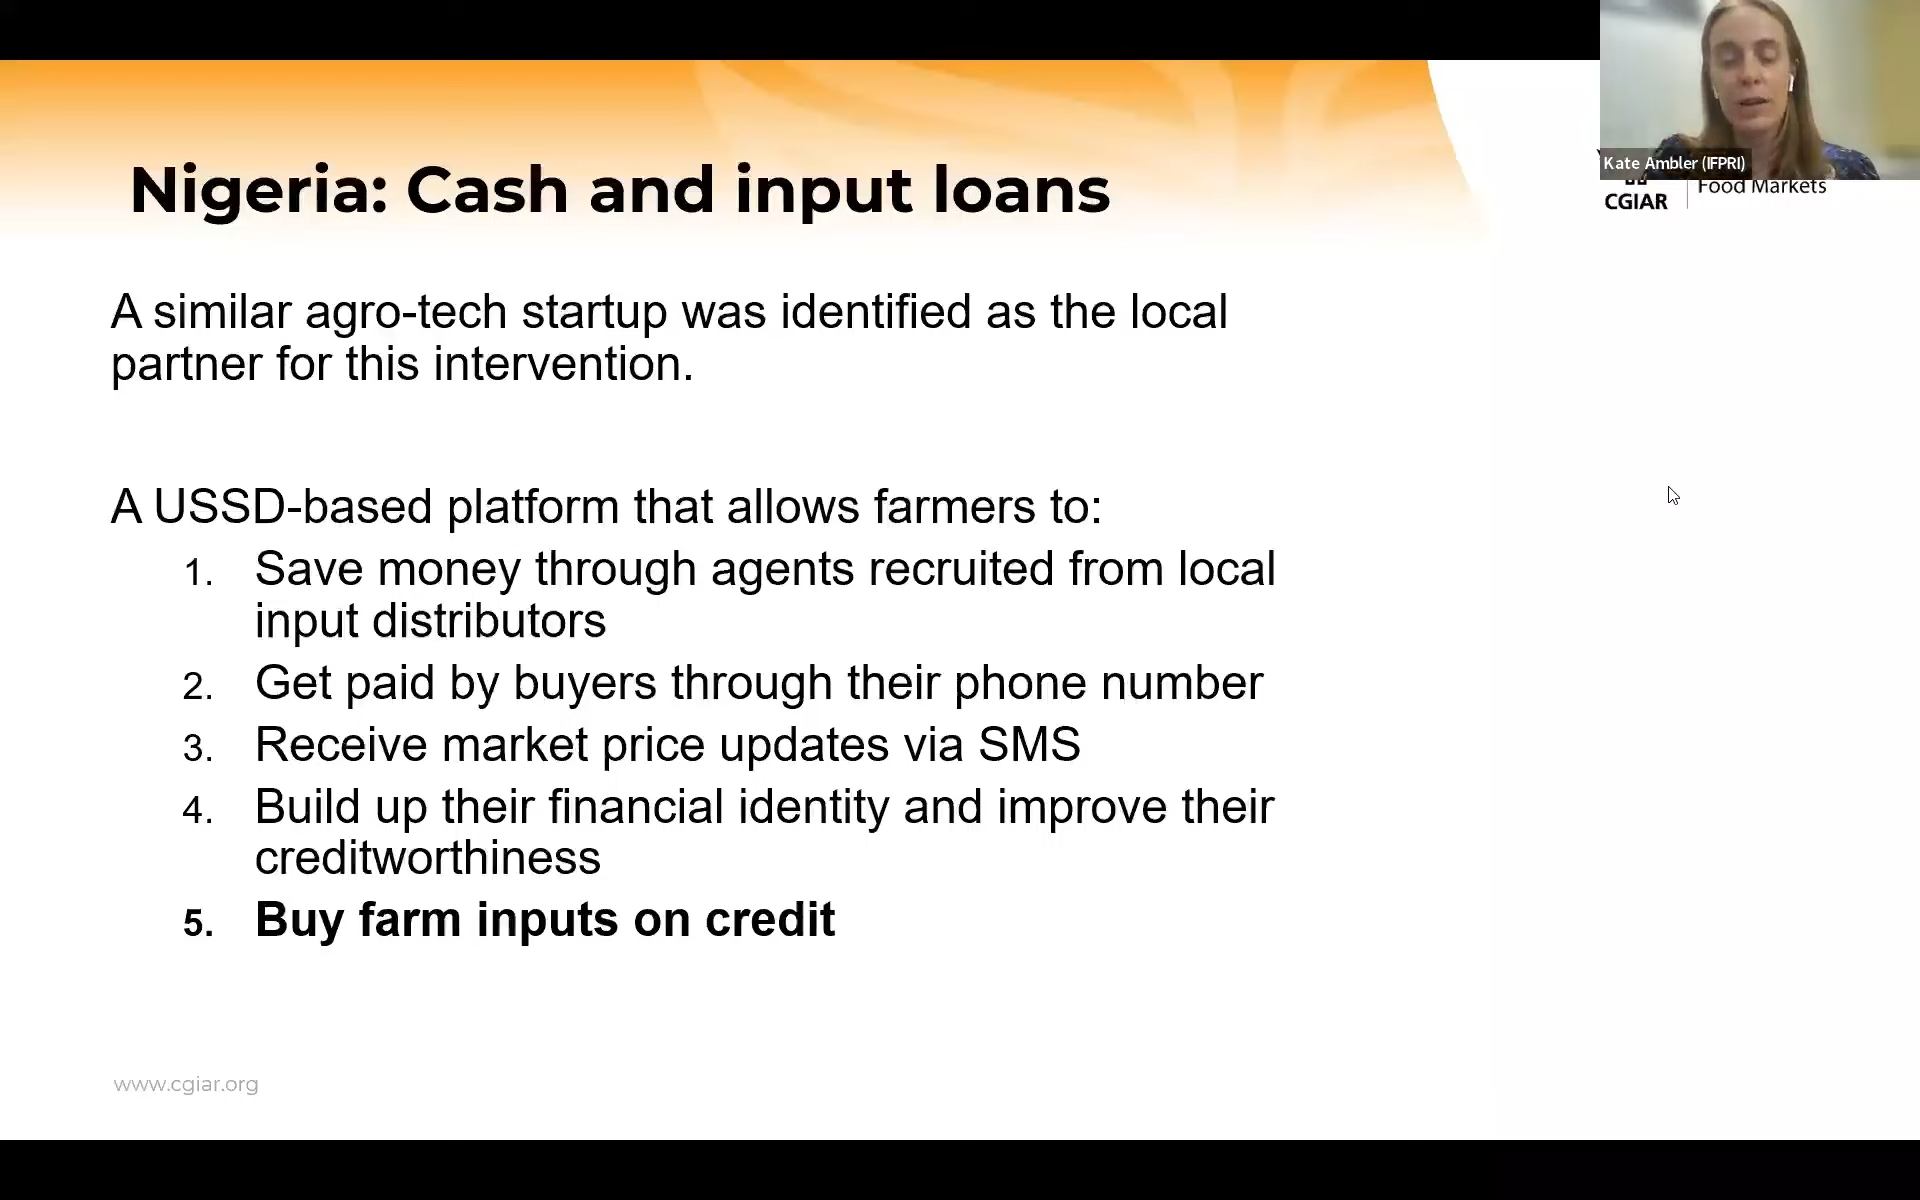 Kate Ambler (IFPRI)
CGIAR
Food Markets
Nigeria: Cash and input loans
A similar agro-tech startup was identified as the local
partner for this intervention.
A USSD-based platform that allows farmers to:
1. Save money through agents recruited from local
input distributors
2. Get paid by buyers through their phone number
3. Receive market price updates via SMS
4. Build up their financial identity and improve their
creditworthiness
5. Buy farm inputs on credit
www.cgiar.org